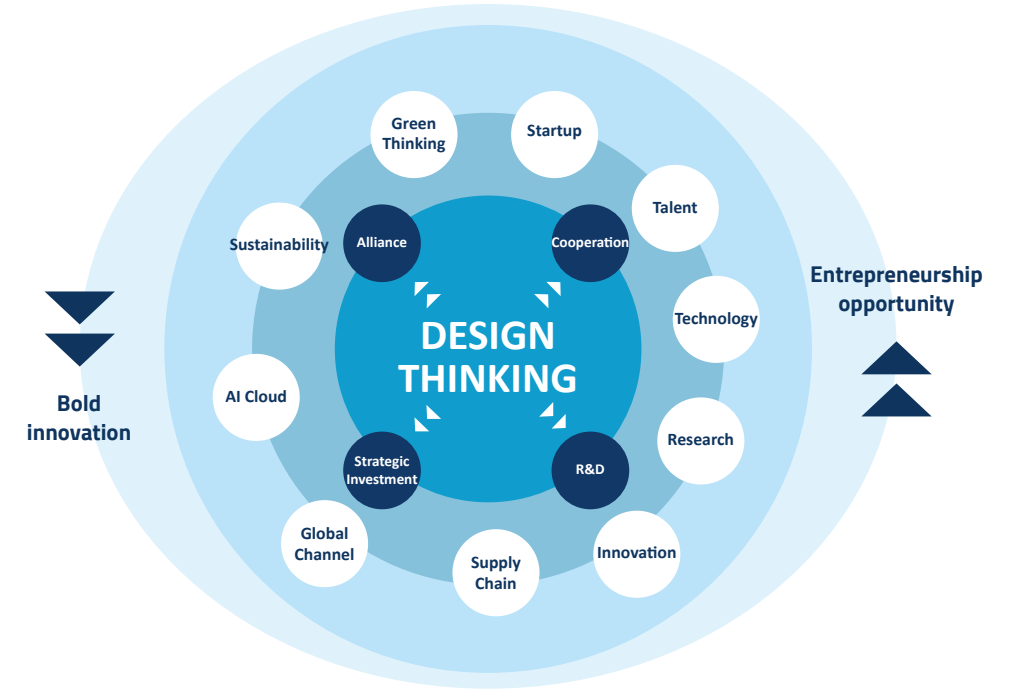 Green
Thinking
Startup
Talent
Sustainability
Alliance
Cooperation
Entrepreneurship
opportunity
Technology
DESIGN
THINKING
AI Cloud
Bold
innovation
Research
Strategic
Investment
R&D
Global
Channel
Innovation
Supply
Chain